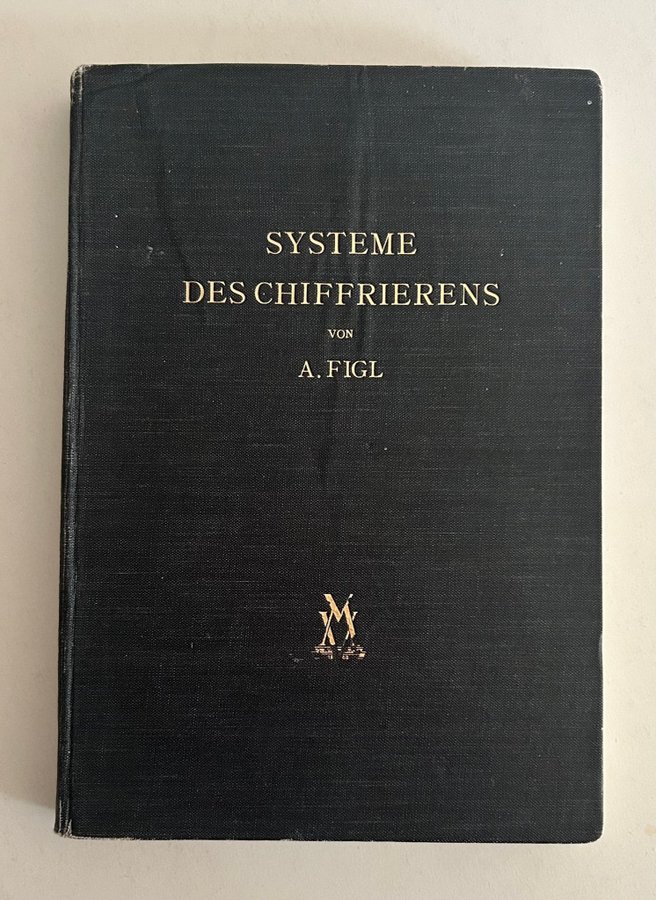 SYSTEME
DES CHIFFRIERENS
VON
A. FIGL